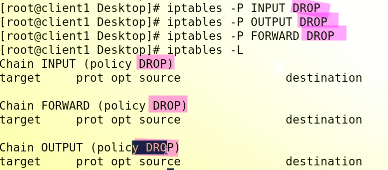 [root@client1 Desktop]# iptables -P INPUT DROP
[root@client1 Desktop]# iptables -P OUTPUT DROP
[root@client1 Desktop]# iptables -P FORWARD DROP
[root@client1 Desktop]# iptables -L
Chain INPUT (policy DROP)
target     prot opt source               destination

Chain FORWARD (policy DROP)
target     prot opt source               destination

Chain OUTPUT (policy DROP)
target     prot opt source               destination